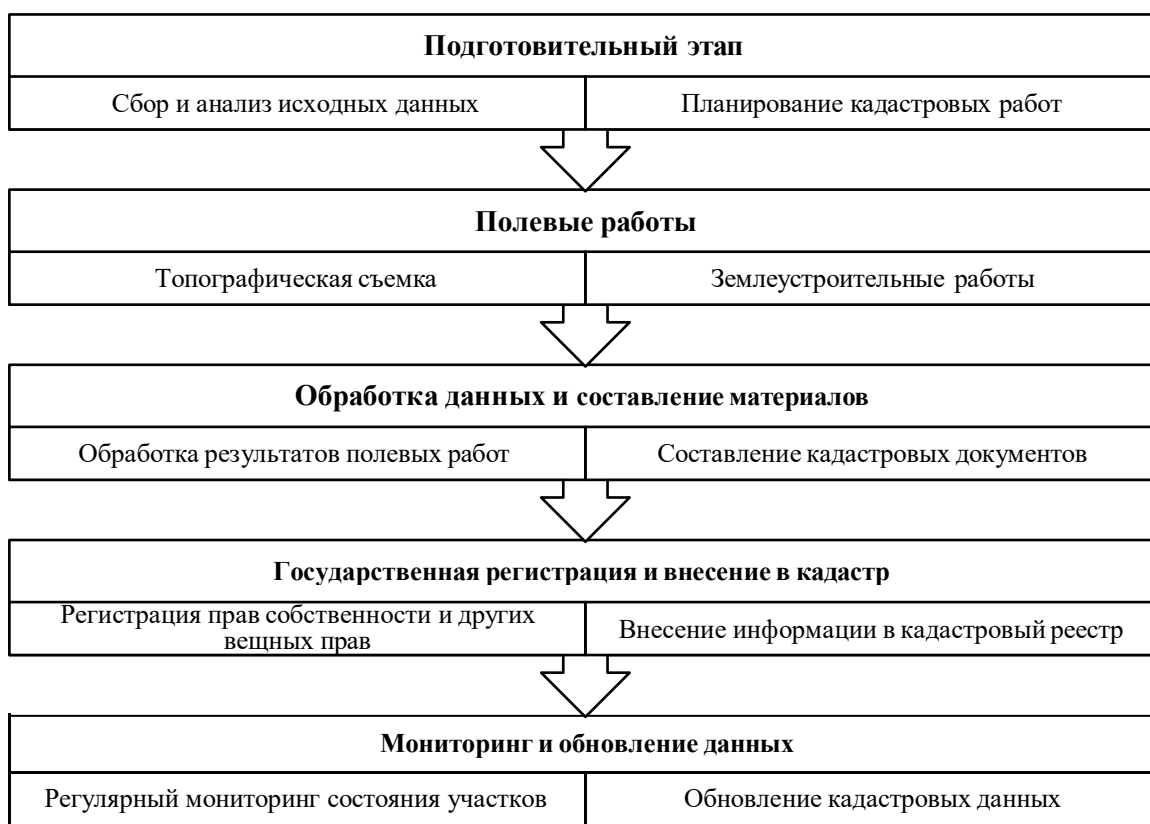 Подготовительный этап
Сбор и анализ исходных данных
Планирование кадастровых работ
Полевые работы
Топографическая съемка
Землеустроительные работы
Обработка данных и составление материалов
Обработка результатов полевых работ
Составление кадастровых документов
Государственная регистрация и внесение в кадастр
Регистрация прав собственности и других
вещных прав
Внесение информации в кадастровый реестр
Мониторинг и обновление данных
Регулярный мониторинг состояния участков
Обновление кадастровых данных